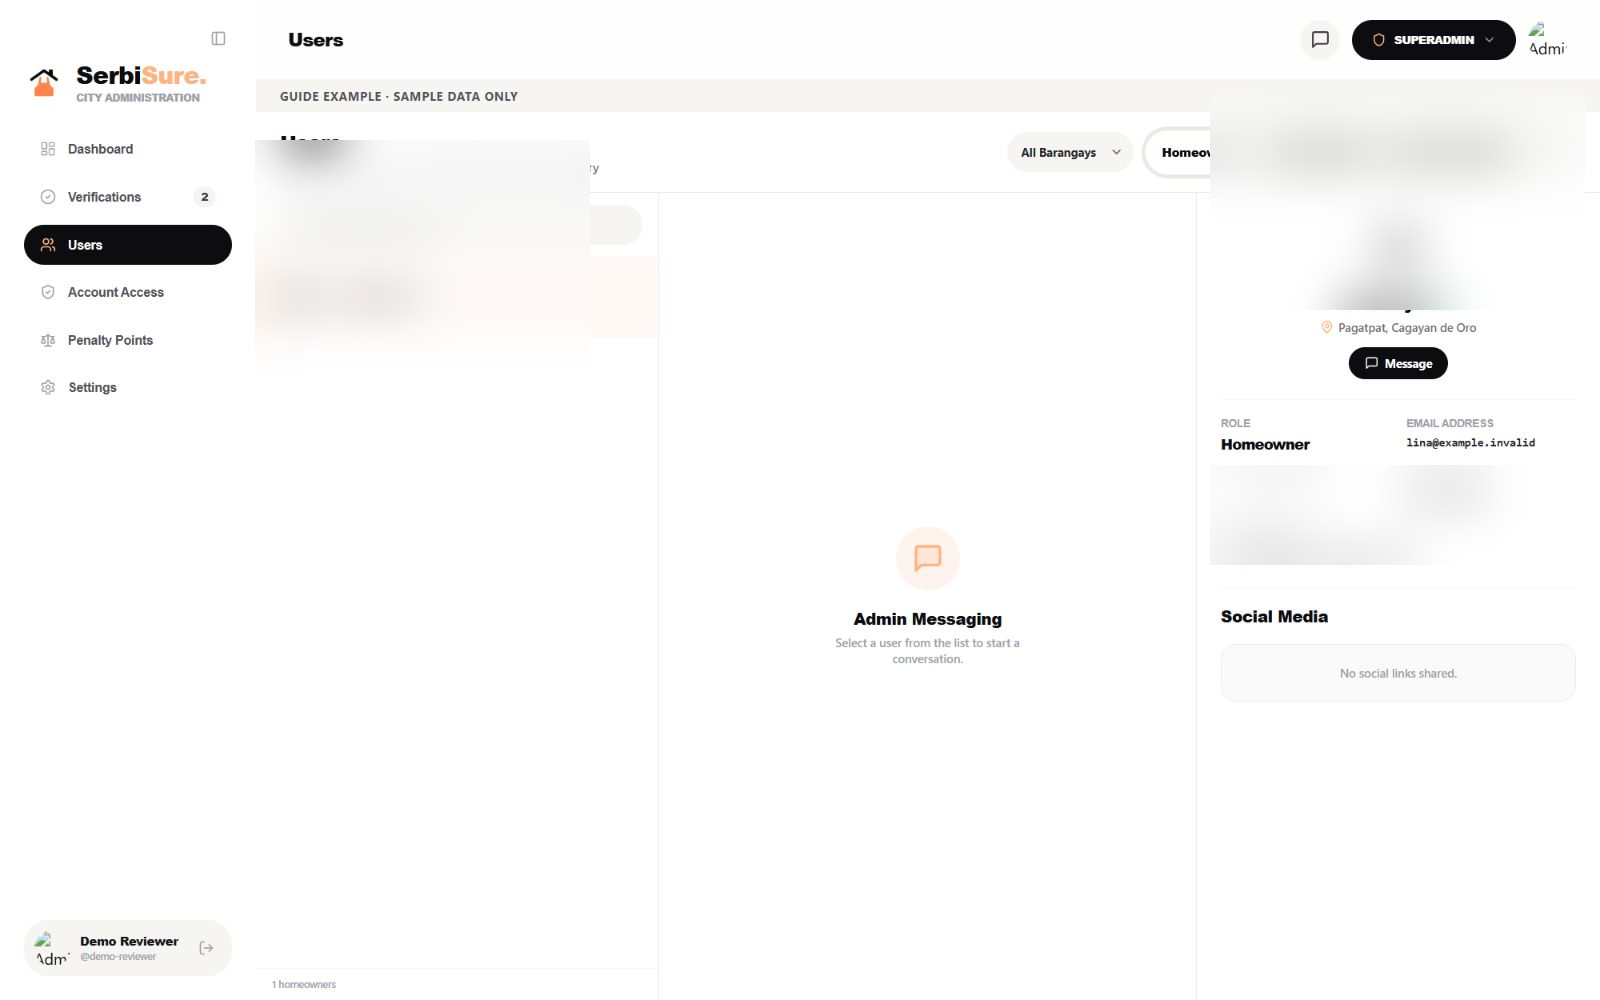 SerbiSure.
CITY ADMINISTRATION
Dashboard
Verifications 2
Users
Account Access
Penalty Points
Settings
Demo Reviewer
@demo-reviewer
Users
SUPERADMIN
GUIDE EXAMPLE · SAMPLE DATA ONLY
All Barangays
1 homeowners
Admin Messaging
Select a user from the list to start a
conversation.
Pagatpat, Cagayan de Oro
Message
ROLE
Homeowner
EMAIL ADDRESS
lina@example.invalid
Social Media
No social links shared.